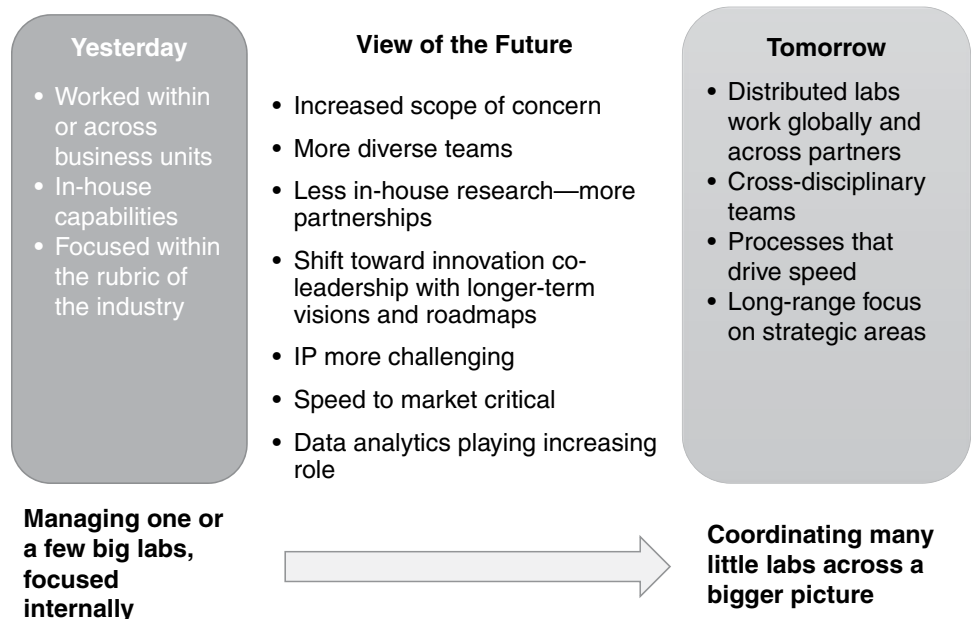 Yesterday
• Worked within
or across
business units
• In-house
capabilities
• Focused within
the rubric of
the industry
Managing one or
a few big labs,
focused
internally
View of the Future
• Increased scope of concern
• More diverse teams
• Less in-house research—more
partnerships
• Shift toward innovation co-
leadership with longer-term
visions and roadmaps
• IP more challenging
• Speed to market critical
• Data analytics playing increasing
role
Tomorrow
• Distributed labs
work globally and
across partners
• Cross-disciplinary
teams
• Processes that
drive speed
• Long-range focus
on strategic areas
Coordinating many
little labs across a
bigger picture